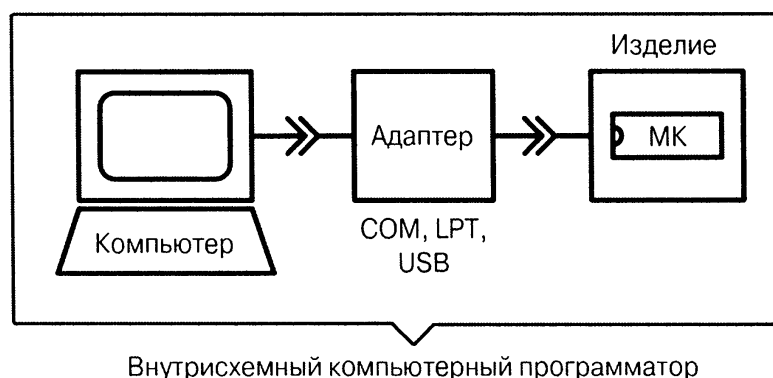 Изделие
Адаптер
МК
Компьютер
COM, LPT,
USB
Внутрисхемный компьютерный программатор